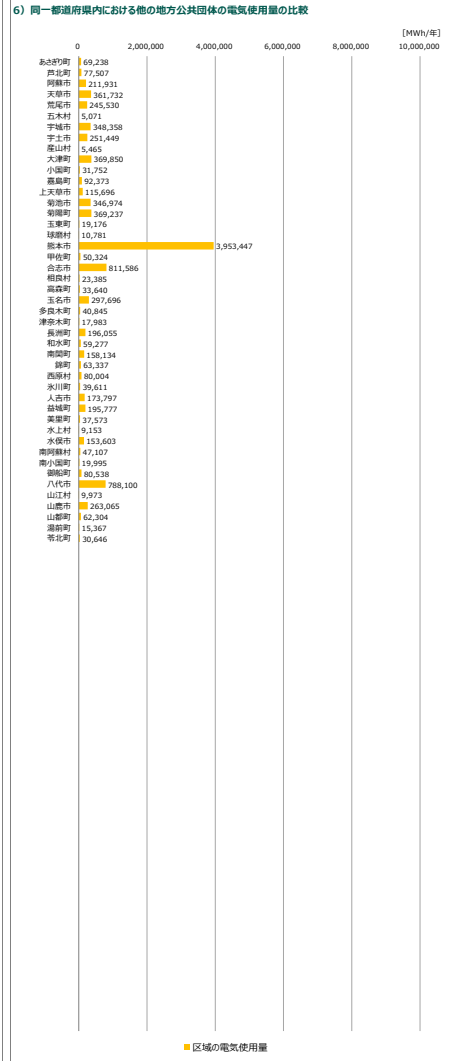 6）同一都道府県内における他の地方公共団体の電気使用量の比較
[MWh/年]
0 2,000,000 4,000,000 6,000,000 8,000,000 10,000,000
あさぎり町 69,238
芦北町 77,507
阿蘇市 211,931
天草市 361,732
荒尾市 245,530
五木村 5,071
宇城市 348,358
宇土市 251,449
産山村 5,465
大津町 369,850
小国町 31,752
嘉島町 92,373
上天草市 115,696
菊池市 346,974
菊陽町 369,237
玉東町 19,176
球磨村 10,781
熊本市 3,953,447
甲佐町 50,324
合志市 811,586
相良村 23,385
高森町 33,640
玉名市 297,696
多良木町 40,845
津奈木町 17,983
長洲町 196,055
和水町 59,277
南関町 158,134
錦町 63,337
西原村 80,004
氷川町 39,611
人吉市 173,797
益城町 195,777
美里町 37,573
水上村 9,153
水俣市 153,603
南阿蘇村 47,107
南小国町 19,995
御船町 80,538
八代市 788,100
山江村 9,973
山鹿市 263,065
山都町 62,304
湯前町 15,367
苓北町 30,646
区域の電気使用量